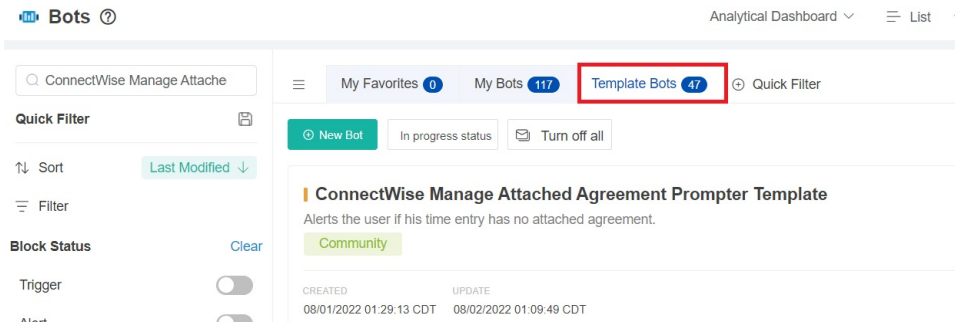 Bots
Analytical Dashboard
List
ConnectWise Manage Attache
My Favorites 0
My Bots 117
Template Bots 47
Quick Filter
Quick Filter
New Bot
In progress status
Turn off all
Sort
Last Modified
Filter
ConnectWise Manage Attached Agreement Prompter Template
Alerts the user if his time entry has no attached agreement.
Community
Block Status
Clear
Trigger
CREATED
UPDATE
08/01/2022 01:29:13 CDT
08/02/2022 01:09:49 CDT